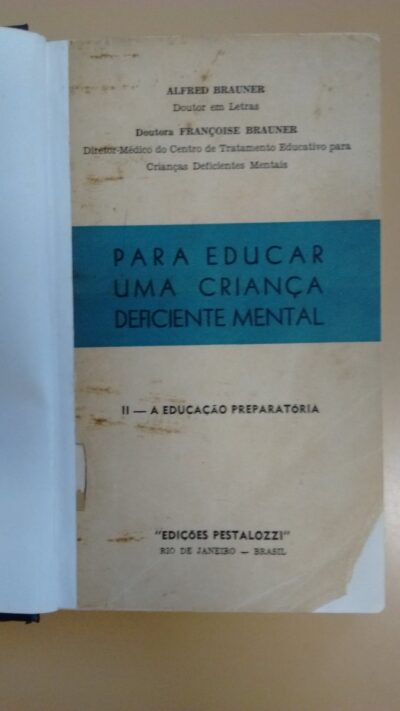 ALFRED BRAUNER
Doutor em Letras
Doutora FRANÇOISE BRAUNER
Diretor-Médico do Centro de Tratamento Educativo para
Crianças Deficientes Mentais
PARA EDUCAR
UMA CRIANÇA
DEFICIENTE MENTAL
II — A EDUCAÇÃO PREPARATÓRIA
"EDIÇÕES PESTALOZZI"
RIO DE JANEIRO — BRASIL